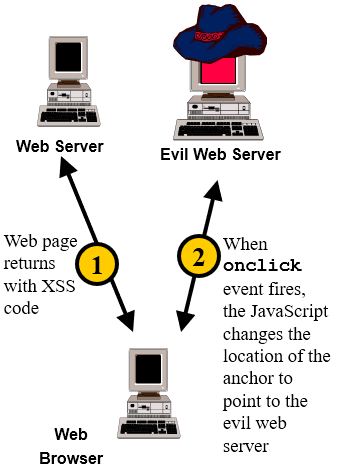 Web Server
Evil Web Server
Web page
returns
with XSS
code
1
2
When
onclick
event fires,
the JavaScript
changes the
location of the
anchor to
point to the
evil web
server
Web
Browser